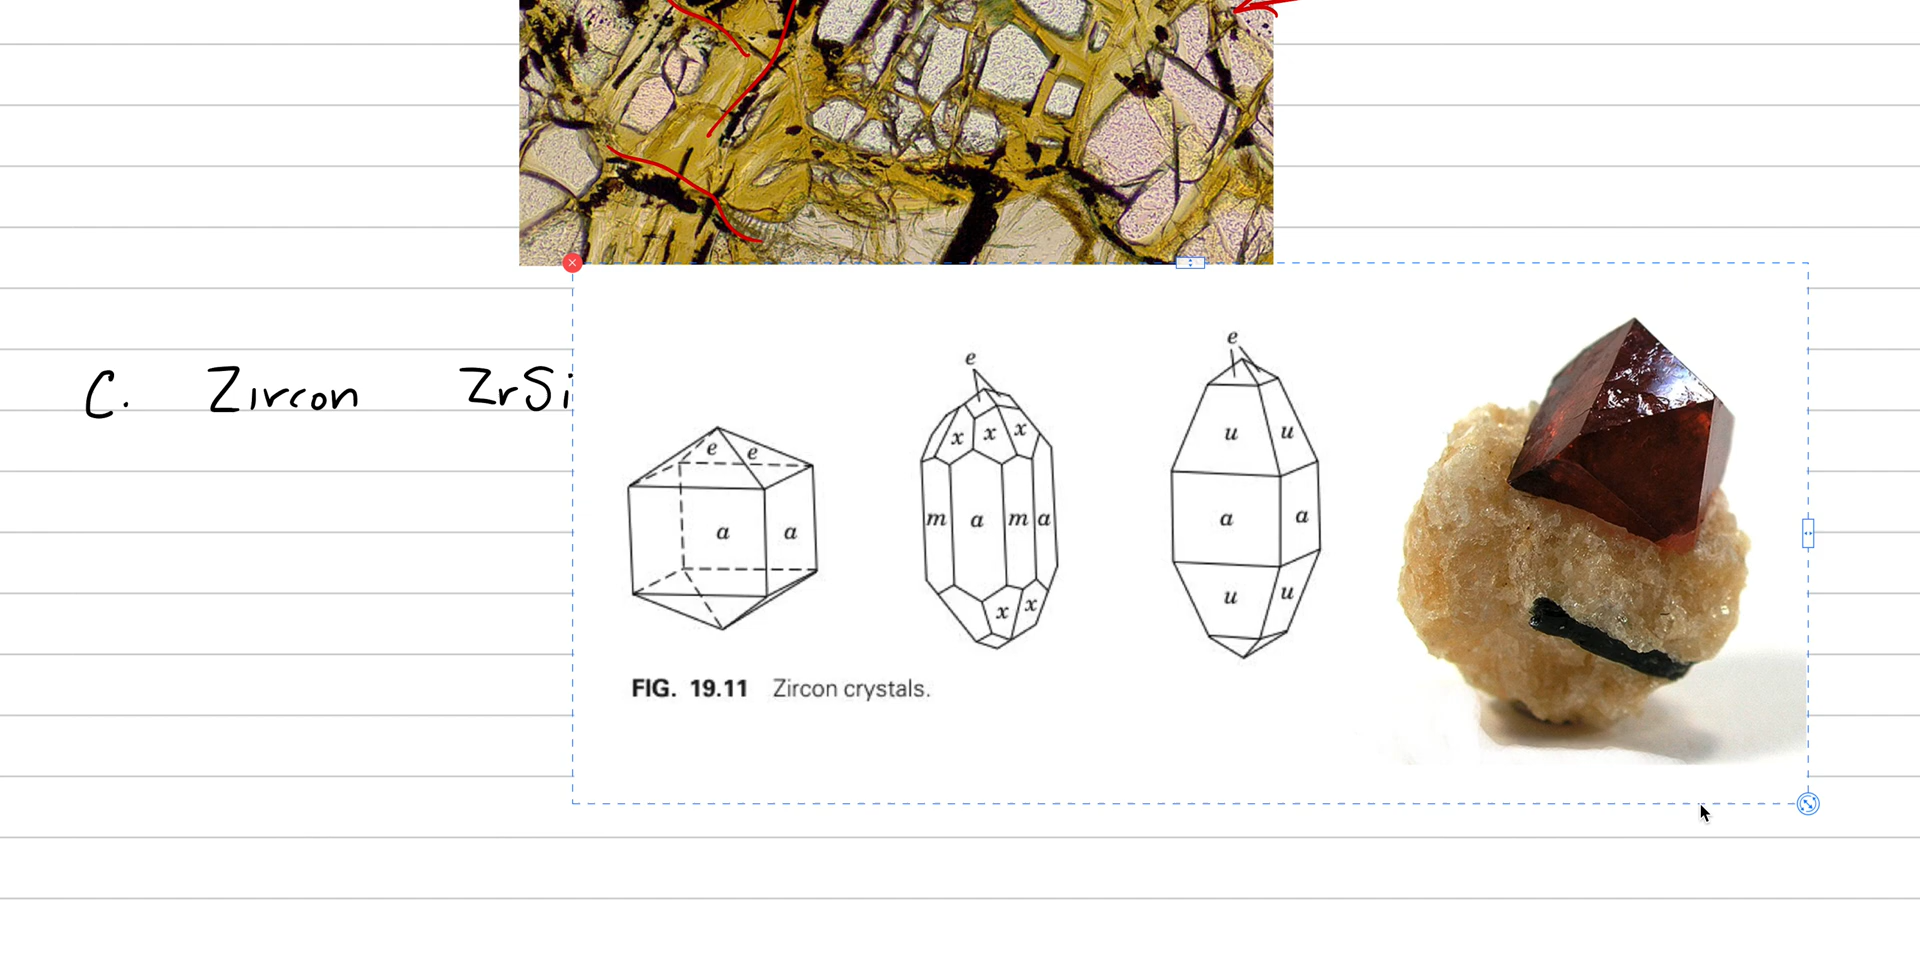 C. Zircon ZrSi
e
e
e e
x x x
u u
m a m a
a a
a a
x x
u u
FIG. 19.11 Zircon crystals.